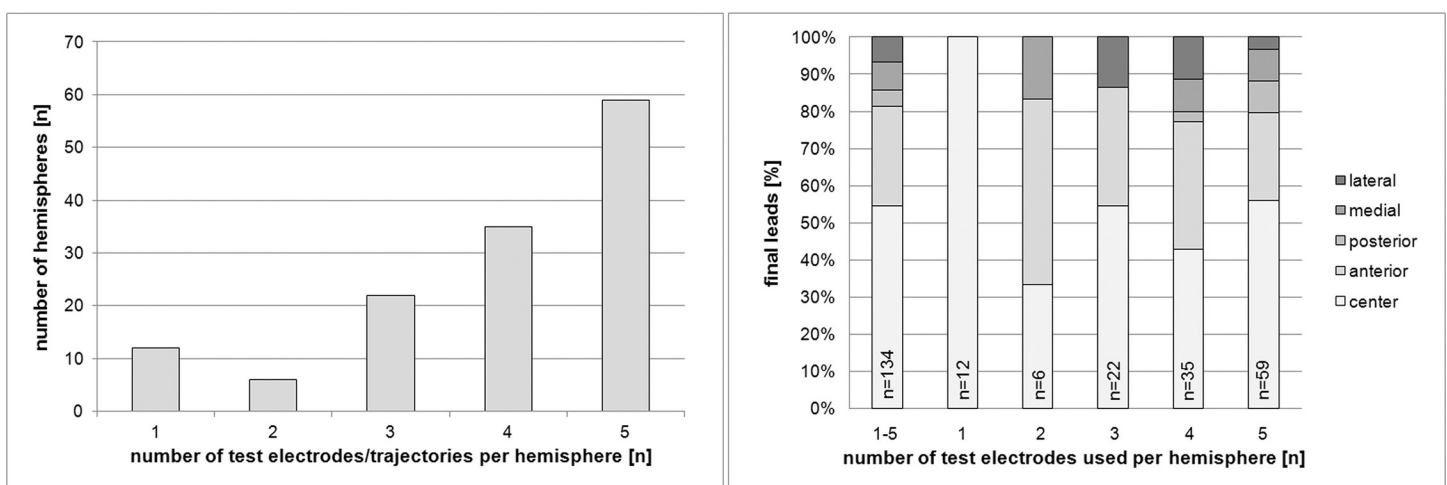 70
60
50
40
30
20
10
0
number of hemispheres [n]
1 2 3 4 5
number of test electrodes/trajectories per hemisphere [n]
100%
90%
80%
70%
60%
50%
40%
30%
20%
10%
0%
final leads [%]
n=134 n=12 n=6 n=22 n=35 n=59
1-5 1 2 3 4 5
number of test electrodes used per hemisphere [n]
lateral
medial
posterior
anterior
center